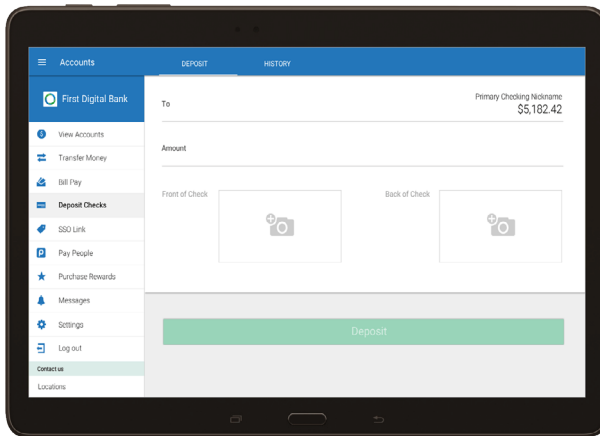 Accounts
DEPOSIT
HISTORY
First Digital Bank
View Accounts
Transfer Money
Bill Pay
Deposit Checks
SSO Link
Pay People
Purchase Rewards
Messages
Settings
Log out
Contact us
Locations
To
Primary Checking Nickname
$5,182.42
Amount
Front of Check
Back of Check
Deposit